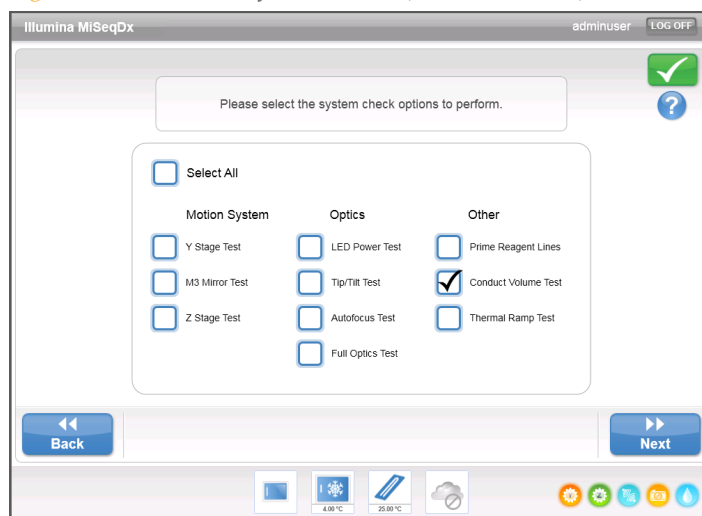 Illumina MiSeqDx
adminuser
LOG OFF
Please select the system check options to perform.
?
Select All
Motion System
Optics
Other
Y Stage Test
LED Power Test
Prime Reagent Lines
M3 Mirror Test
Tip/Tilt Test
Conduct Volume Test
Z Stage Test
Autofocus Test
Thermal Ramp Test
Full Optics Test
Back
Next
4.00 °C
25.00 °C